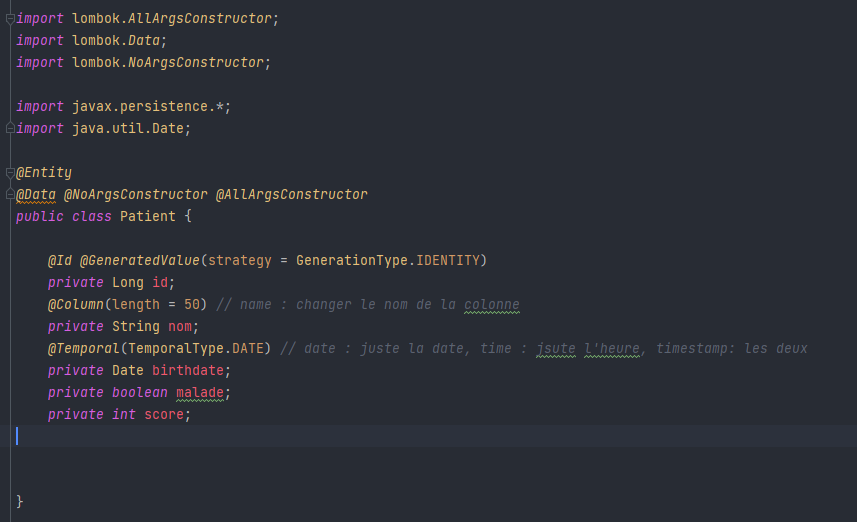 import lombok.AllArgsConstructor;
import lombok.Data;
import lombok.NoArgsConstructor;
import javax.persistence.*;
import java.util.Date;
@Entity
@Data @NoArgsConstructor @AllArgsConstructor
public class Patient {
@Id @GeneratedValue(strategy = GenerationType.IDENTITY)
private Long id;
@Column(length = 50) // name : changer le nom de la colonne
private String nom;
@Temporal(TemporalType.DATE) // date : juste la date, time : jsute l'heure, timestamp: les deux
private Date birthdate;
private boolean malade;
private int score;
}